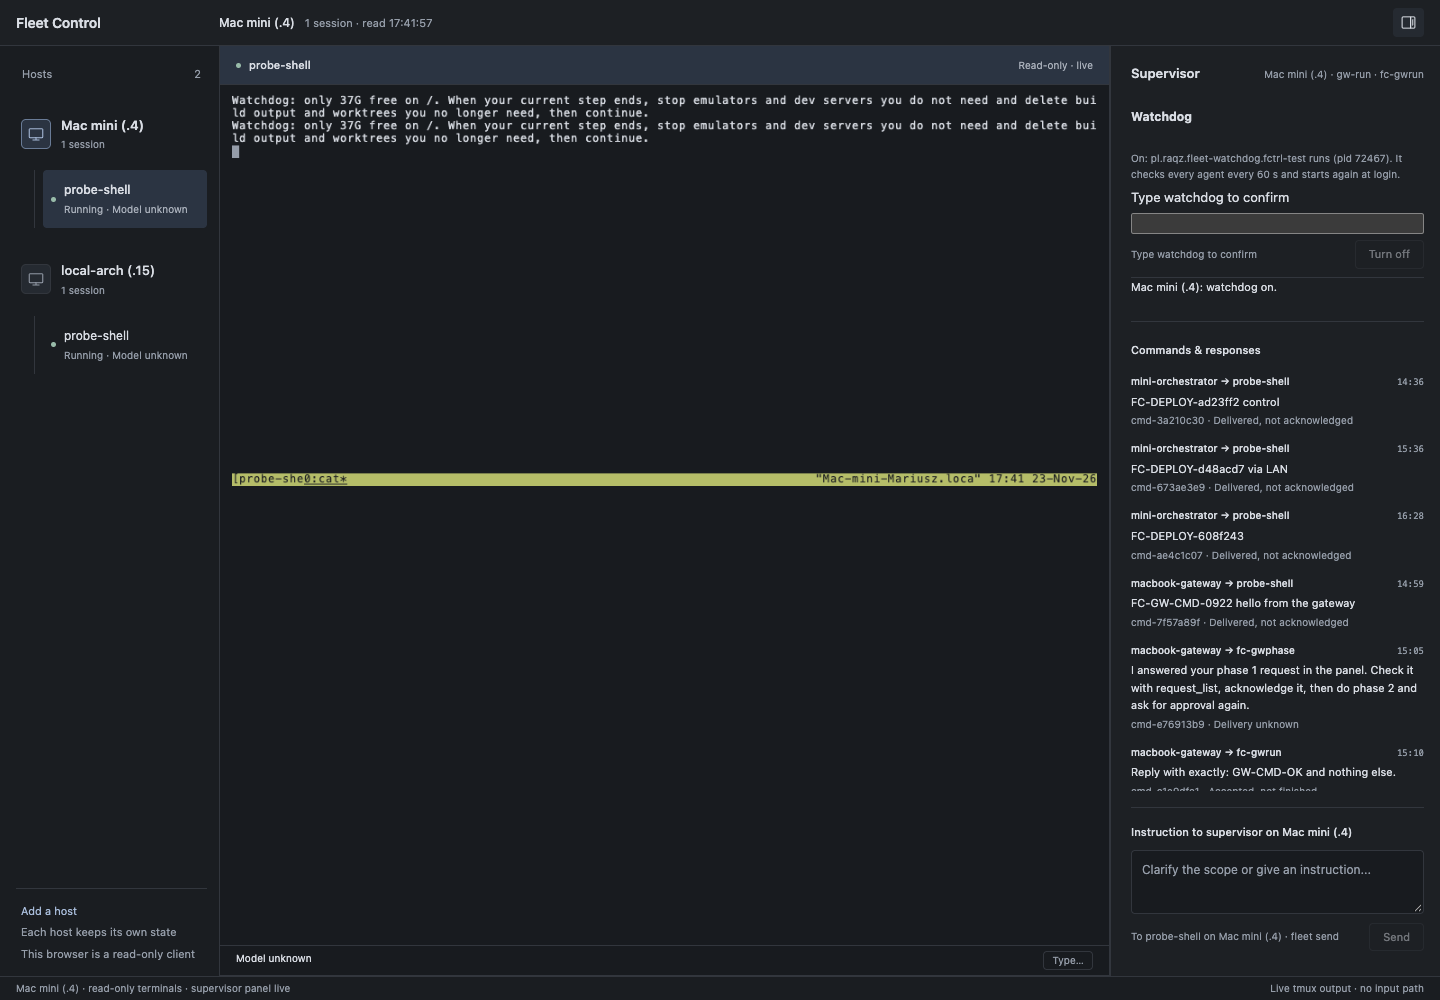 Fleet Control
Mac mini (.4) 1 session · read 17:41:57
Hosts 2
Mac mini (.4)
1 session
probe-shell
Running · Model unknown
local-arch (.15)
1 session
probe-shell
Running · Model unknown
Add a host
Each host keeps its own state
This browser is a read-only client
probe-shell Read-only · live
Watchdog: only 37G free on /. When your current step ends, stop emulators and dev servers you do not need and delete bui
ld output and worktrees you no longer need, then continue.
Watchdog: only 37G free on /. When your current step ends, stop emulators and dev servers you do not need and delete bui
ld output and worktrees you no longer need, then continue.
[probe-she0:cat* "Mac-mini-Mariusz.loca" 17:41 23-Nov-26
Model unknown Type...
Supervisor Mac mini (.4) · gw-run · fc-gwrun
Watchdog
On: pl.raqz.fleet-watchdog.fctrl-test runs (pid 72467). It
checks every agent every 60 s and starts again at login.
Type watchdog to confirm
Type watchdog to confirm Turn off
Mac mini (.4): watchdog on.
Commands & responses
mini-orchestrator → probe-shell 14:36
FC-DEPLOY-ad23ff2 control
cmd-3a210c30 · Delivered, not acknowledged
mini-orchestrator → probe-shell 15:36
FC-DEPLOY-d48acd7 via LAN
cmd-673ae3e9 · Delivered, not acknowledged
mini-orchestrator → probe-shell 16:28
FC-DEPLOY-608f243
cmd-ae4c1c07 · Delivered, not acknowledged
macbook-gateway → probe-shell 14:59
FC-GW-CMD-0922 hello from the gateway
cmd-7f57a89f · Delivered, not acknowledged
macbook-gateway → fc-gwphase 15:05
I answered your phase 1 request in the panel. Check it
with request_list, acknowledge it, then do phase 2 and
ask for approval again.
cmd-e76913b9 · Delivery unknown
macbook-gateway → fc-gwrun 15:10
Reply with exactly: GW-CMD-OK and nothing else.
Accepted, not finished
Instruction to supervisor on Mac mini (.4)
Clarify the scope or give an instruction...
To probe-shell on Mac mini (.4) · fleet send Send
Mac mini (.4) · read-only terminals · supervisor panel live
Live tmux output · no input path